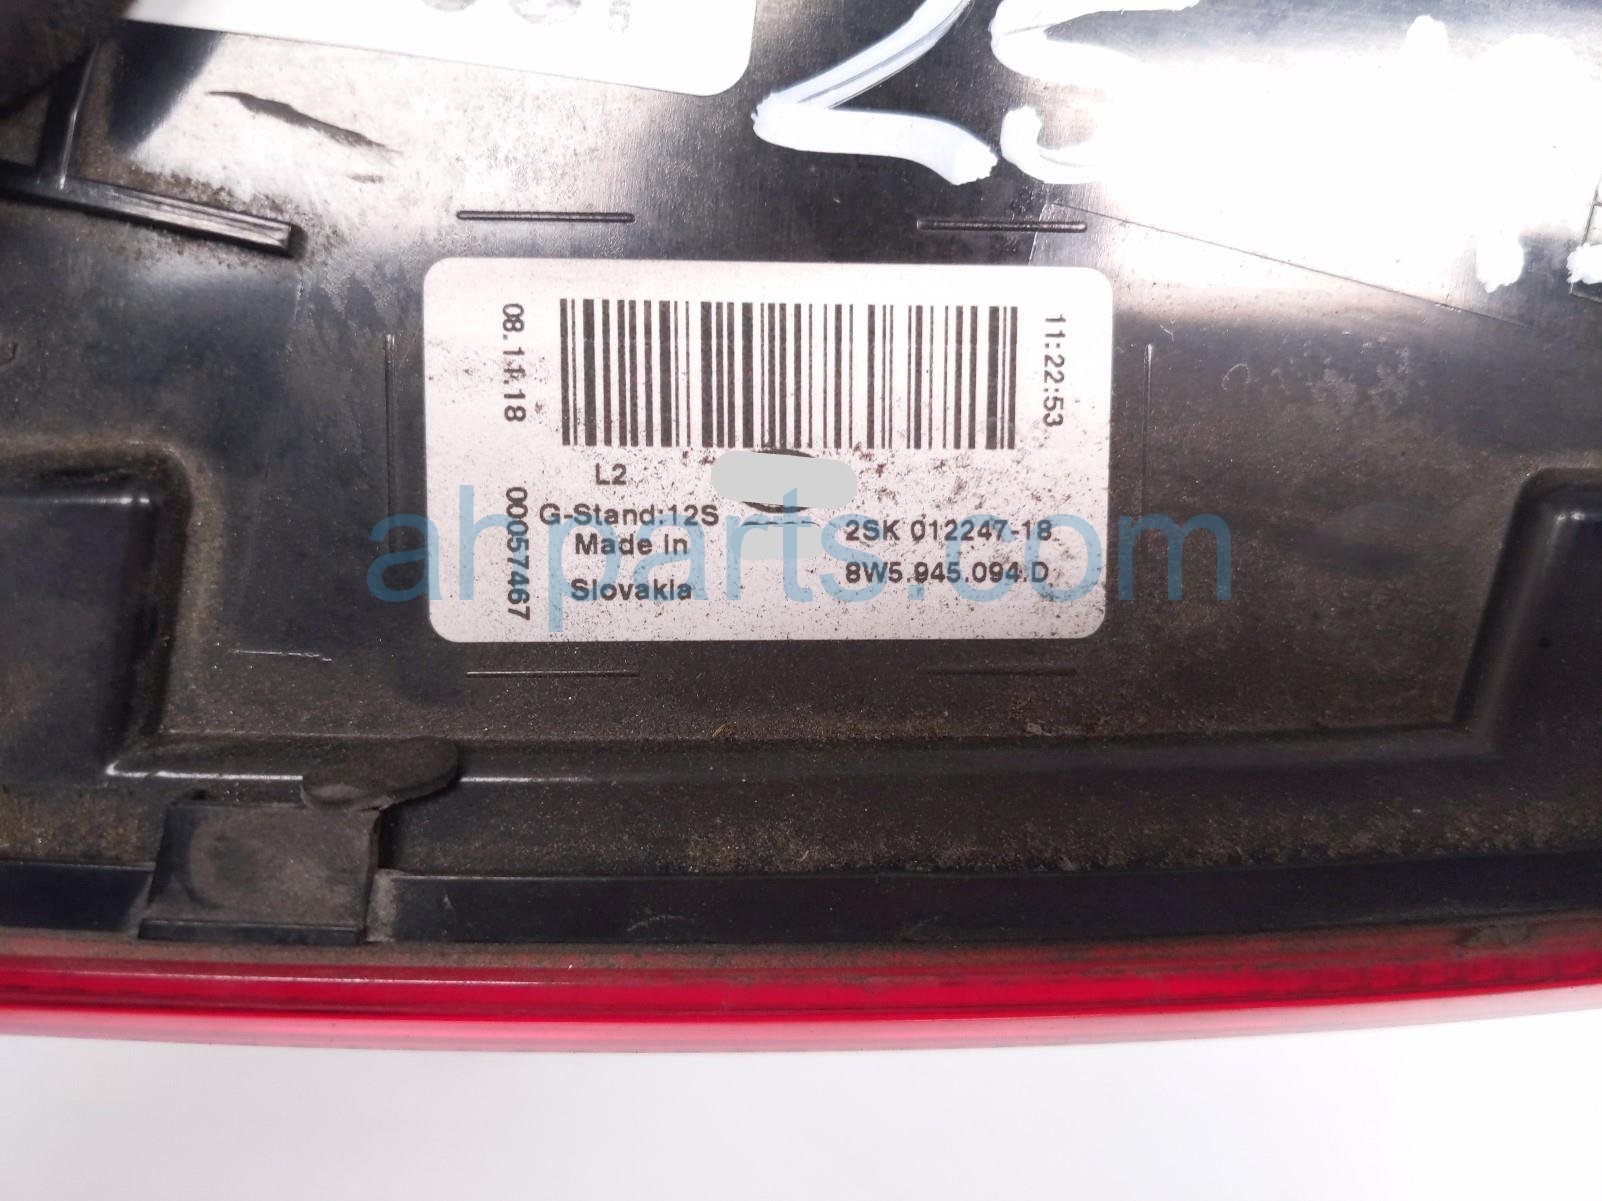 25
08.11.18
11:22:53
L2
G-Stand:12S
Made in
Slovakia
00057467
2SK 012247-18
8W5.945.094.D
ahparts.com